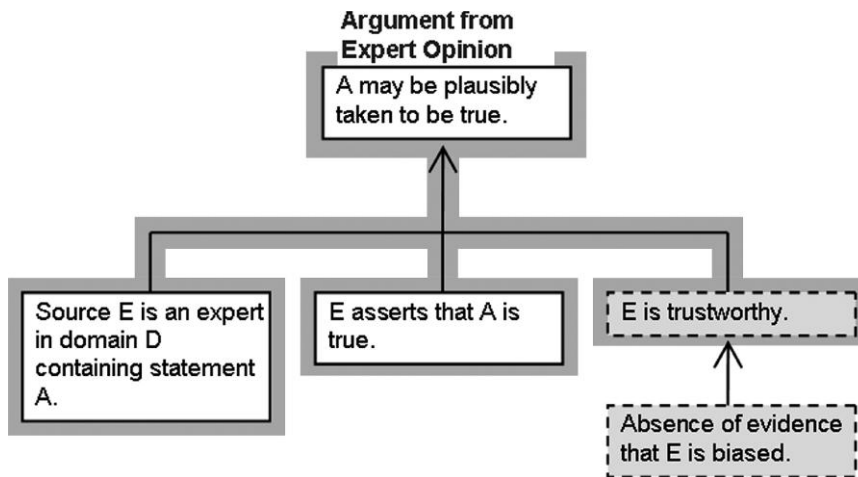 Argument from
Expert Opinion
A may be plausibly
taken to be true.
Source E is an expert
in domain D
containing statement
A.
E asserts that A is
true.
E is trustworthy.
Absence of evidence
that E is biased.